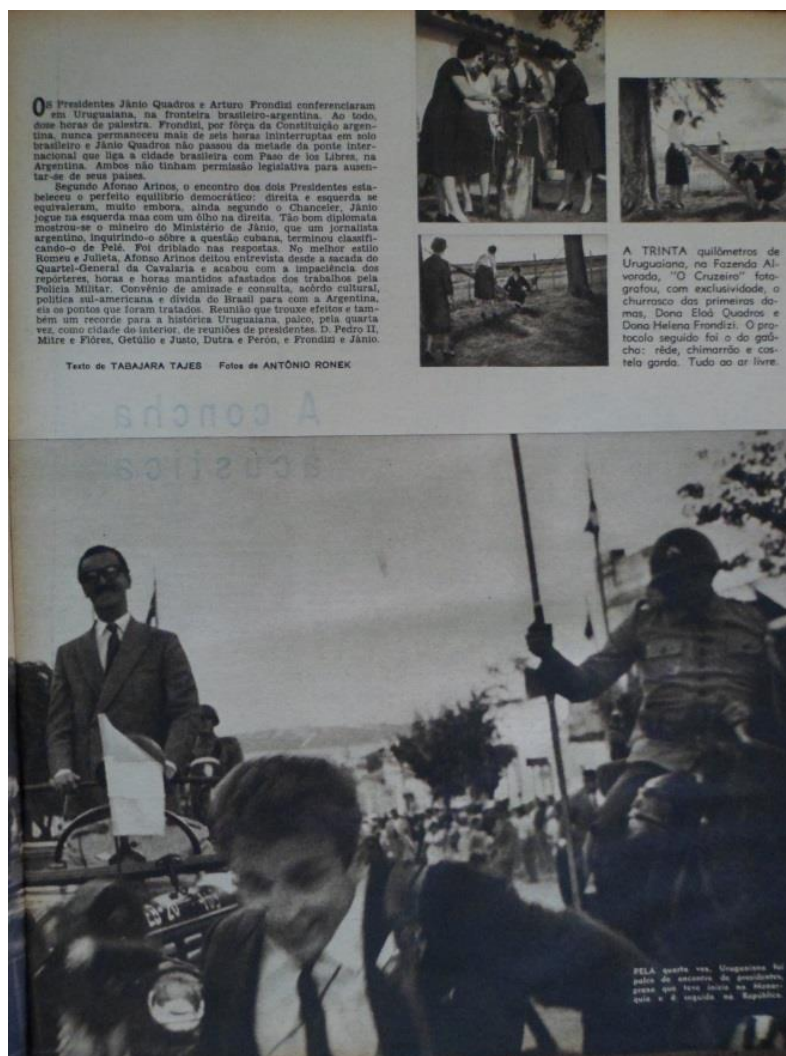 Os Presidentes Jânio Quadros e Arturo Frondizi conferenciaram
em Uruguaiana, na fronteira brasileiro-argentina. Ao todo,
doze horas de palestra. Frondizi, por fôrça da Constituição argen-
tina, nunca permaneceu mais de seis horas ininterruptas em solo
brasileiro e Jânio Quadros não passou da metade da ponte inter-
nacional que liga a cidade brasileira com Paso de los Libres, na
Argentina. Ambos não tinham permissão legislativa para ausen-
tar-se de seus países.
Segundo Afonso Arinos, o encontro dos dois Presidentes esta-
beleceu o perfeito equilíbrio democrático: direita e esquerda se
equivaleram, muito embora, ainda segundo o Chanceler, Jânio
jogue na esquerda mas com um ôlho na direita. Tão bom diplomata
mostrou-se o mineiro do Ministério de Jânio, que um jornalista
argentino, inquirindo-o sôbre a questão cubana, terminou classifi-
cando-o de Pelé. Foi driblado nas respostas. No melhor estilo
Romeu e Julieta, Afonso Arinos deitou entrevista desde a sacada do
Quartel-General da Cavalaria e acabou com a impaciência dos
repórteres, horas e horas mantidos afastados dos trabalhos pela
Polícia Militar. Convênio de amizade e consulta, acôrdo cultural,
política sul-americana e dívida do Brasil para com a Argentina,
eis os pontos que foram tratados. Reunião que trouxe efeitos e tam-
bém um recorde para a histórica Uruguaiana, palco, pela quarta
vez, como cidade do interior, de reuniões de presidentes. D. Pedro II,
Mitre e Flôres, Getúlio e Justo, Dutra e Perón, e Frondizi e Jânio.
Texto de TABAJARA TAJES Fotos de ANTÔNIO RONEK
A TRINTA quilômetros de
Uruguaiana, na Fazenda Al-
vorada, "O Cruzeiro" foto-
grafou, com exclusividade, o
churrasco das primeiras da-
mas, Dona Eloá Quadros e
Dona Helena Frondizi. O pro-
tocolo seguido foi o do gaú-
cho: rêde, chimarrão e cos-
tela gorda. Tudo ao ar livre.
A concha
acústica
PELA quarta vez, Uruguaiana foi
palco de encontro de presidentes,
praxe que teve início na Monar-
quia e é seguida na República.